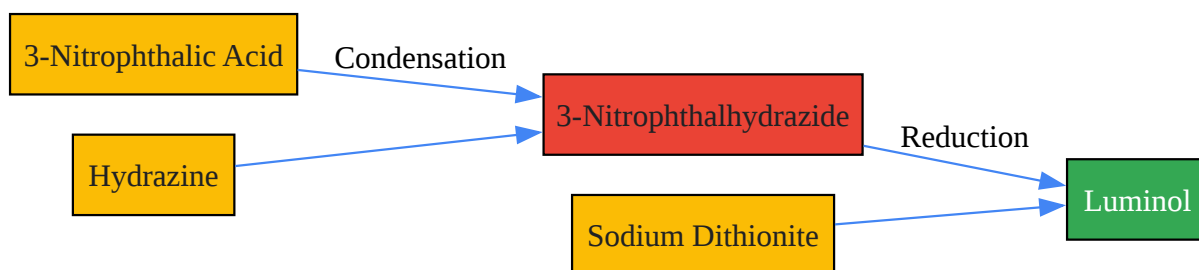 3-Nitrophthalic Acid
Condensation
Hydrazine
3-Nitrophthalhydrazide
Reduction
Sodium Dithionite
Luminol